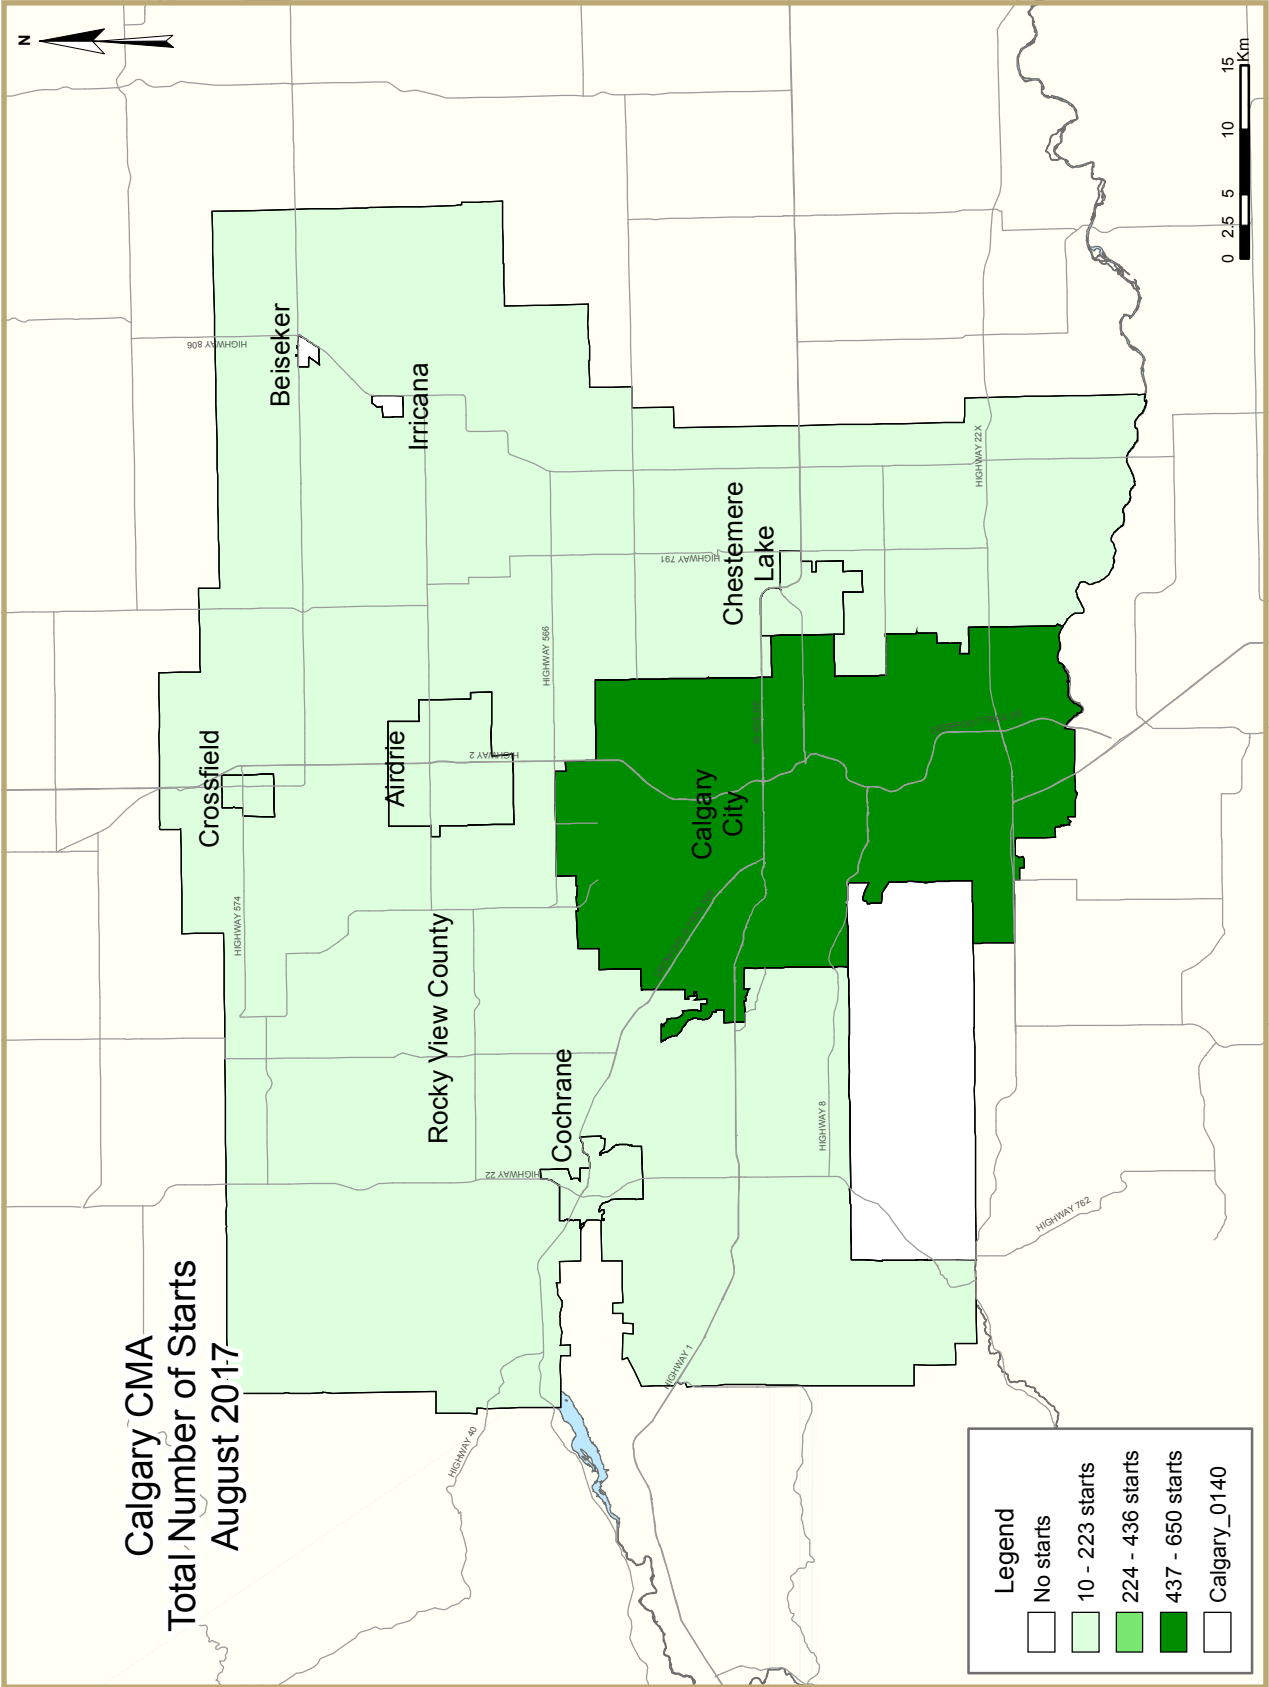 Calgary CMA
Total Number of Starts
August 2017
N
HIGHWAY 806
Beiseker
Irricana
Crossfield
HIGHWAY 574
Airdrie
HIGHWAY 2
HIGHWAY 566
Rocky View County
Cochrane
HIGHWAY 22
Chestemere
Lake
HIGHWAY 791
Calgary
City
HIGHWAY 22X
HIGHWAY 8
HIGHWAY 1
HIGHWAY 40
HIGHWAY 762
Legend
No starts
10 - 223 starts
224 - 436 starts
437 - 650 starts
Calgary_0140
0 2.5 5 10 15
Km